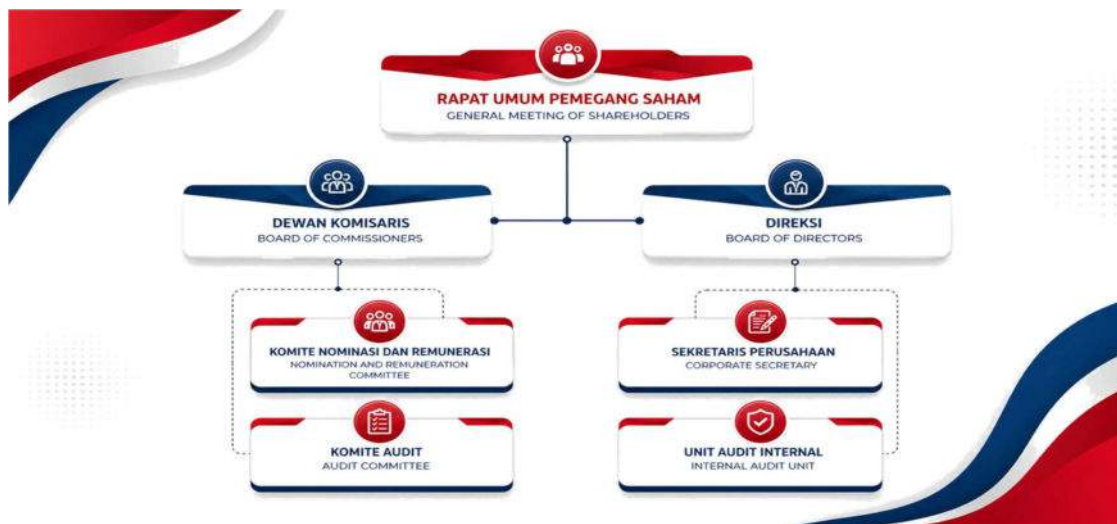 RAPAT UMUM PEMEGANG SAHAM
GENERAL MEETING OF SHAREHOLDERS
DEWAN KOMISARIS
BOARD OF COMMISSIONERS
DIREKSI
BOARD OF DIRECTORS
KOMITE NOMINASI DAN REMUNERASI
NOMINATION AND REMUNERATION
COMMITTEE
SEKRETARIS PERUSAHAAN
CORPORATE SECRETARY
KOMITE AUDIT
AUDIT COMMITTEE
UNIT AUDIT INTERNAL
INTERNAL AUDIT UNIT